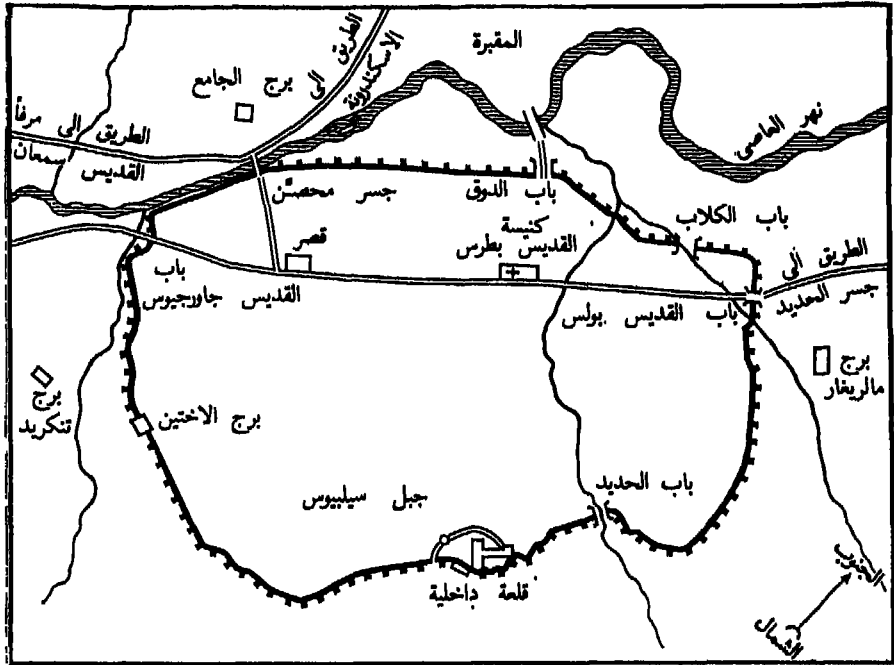 المقبرة
الطريق الى
الاسكندرونة
برج الجامع
نهر العاصي
الطريق الى مرفأ
القديس سمعان
باب الدوق
جسر محصن
باب الكلاب
كنيسة
القديس بطرس
قصر
الطريق الى
جسر الحديد
باب
القديس جاورجيوس
باب القديس بولس
برج
مالريغار
برج
تنكريد
برج الاختين
باب الحديد
جبل سيلبيوس
قلعة داخلية
الجنوب
الشمال